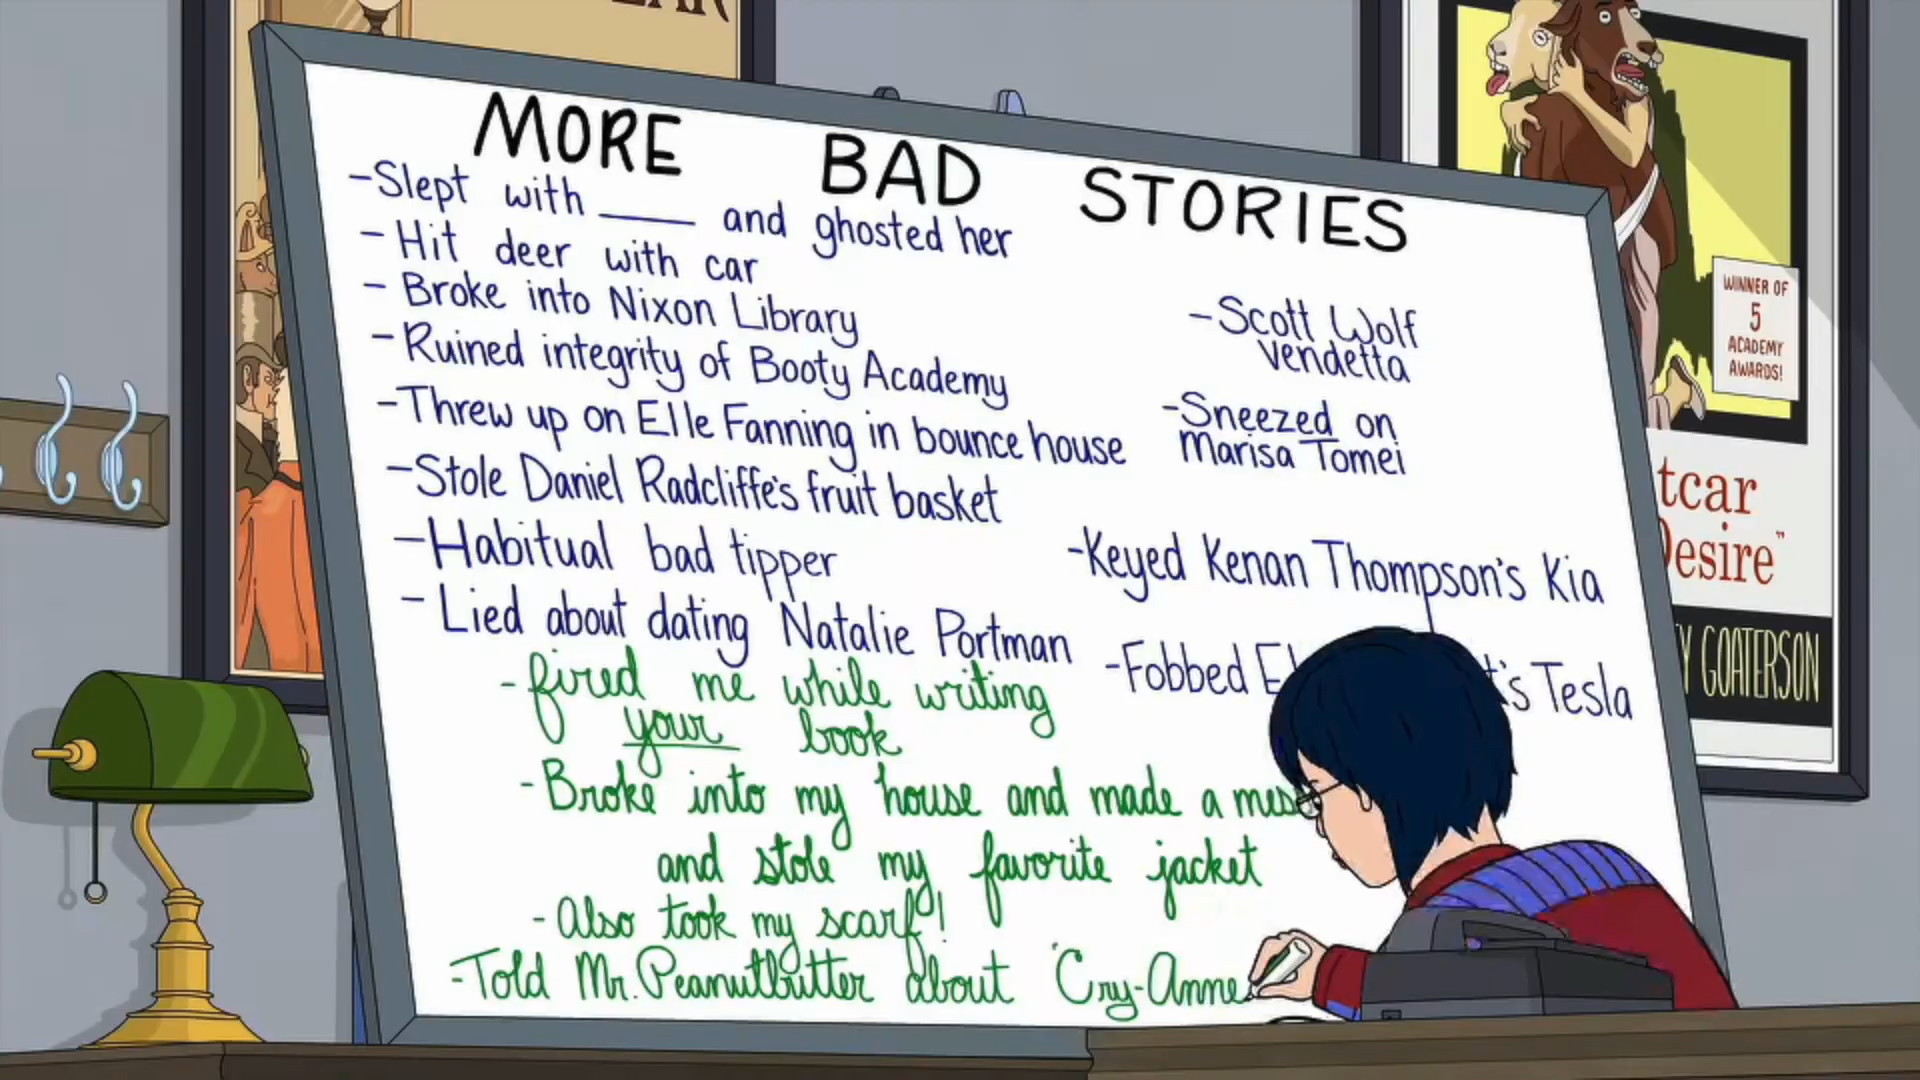 MORE BAD STORIES
-Slept with ____ and ghosted her
- Hit deer with car
- Broke into Nixon Library
- Ruined integrity of Booty Academy
-Threw up on Elle Fanning in bounce house
-Stole Daniel Radcliffe's fruit basket
-Habitual bad tipper
- Lied about dating Natalie Portman
-Scott Wolf
vendetta
-Sneezed on
Marisa Tomei
-Keyed Kenan Thompson's Kia
-Fobbed 's Tesla
-fired me while writing
your book
-Broke into my house and made a mes
and stole my favorite jacket
-Also took my scarf!
-Told Mr. Peanutbutter about "Cry-Anne
WINNER OF
5
ACADEMY
AWARDS!
tcar
Desire"
Y GOATERSON